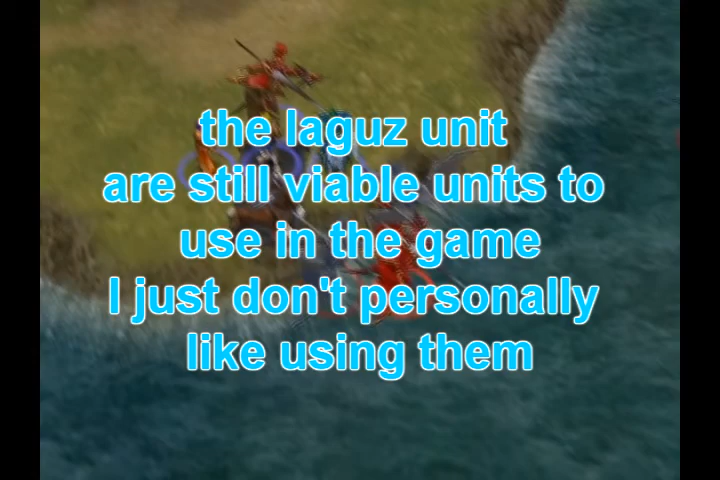 the laguz unit
are still viable units to
use in the game
I just don't personally
like using them